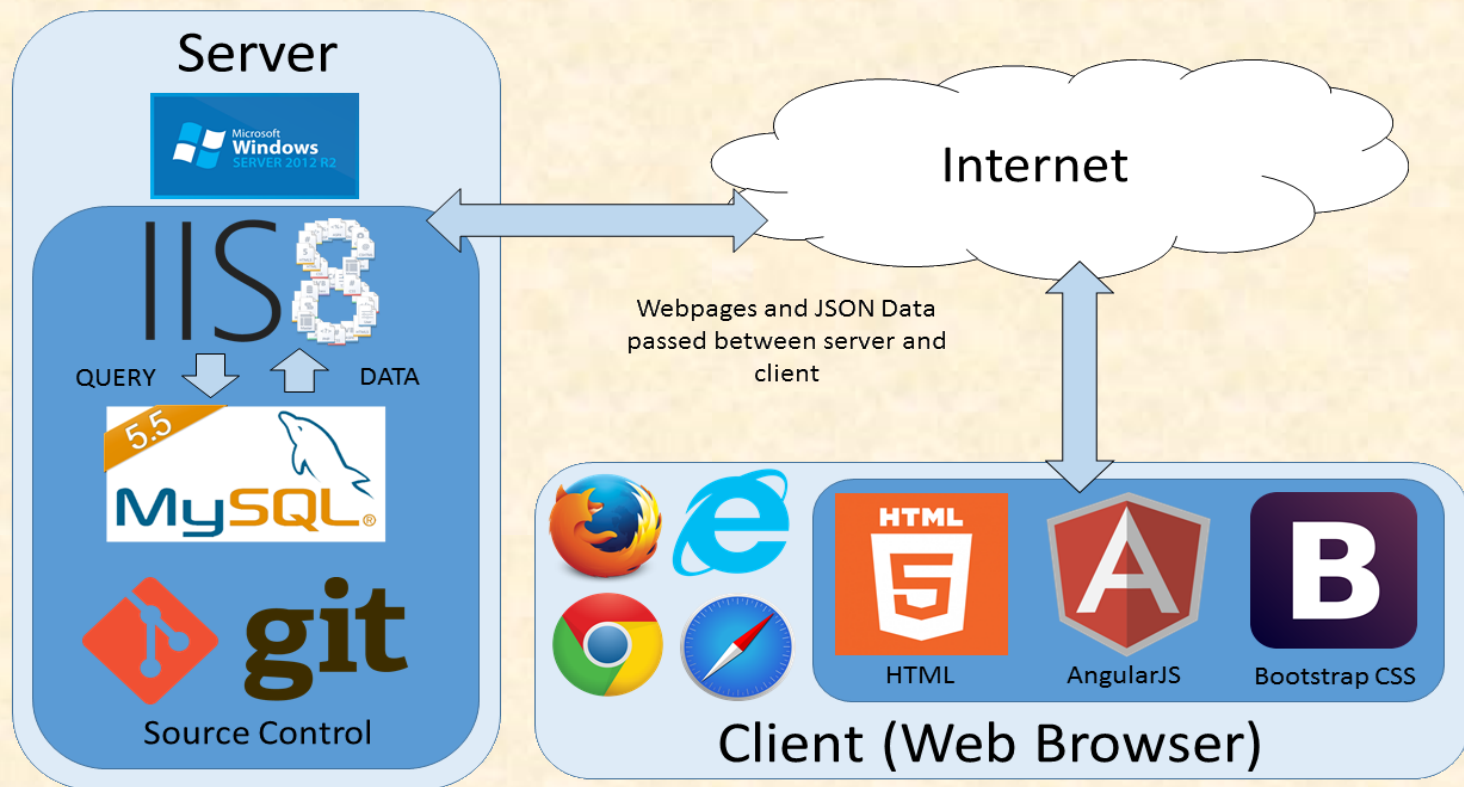 Server
Microsoft
Windows
SERVER 2012 R2
IIS8
QUERY
DATA
5.5
MySQL®
git
Source Control
Internet
Webpages and JSON Data
passed between server and
client
HTML
5
A
B
HTML
AngularJS
Bootstrap CSS
Client (Web Browser)